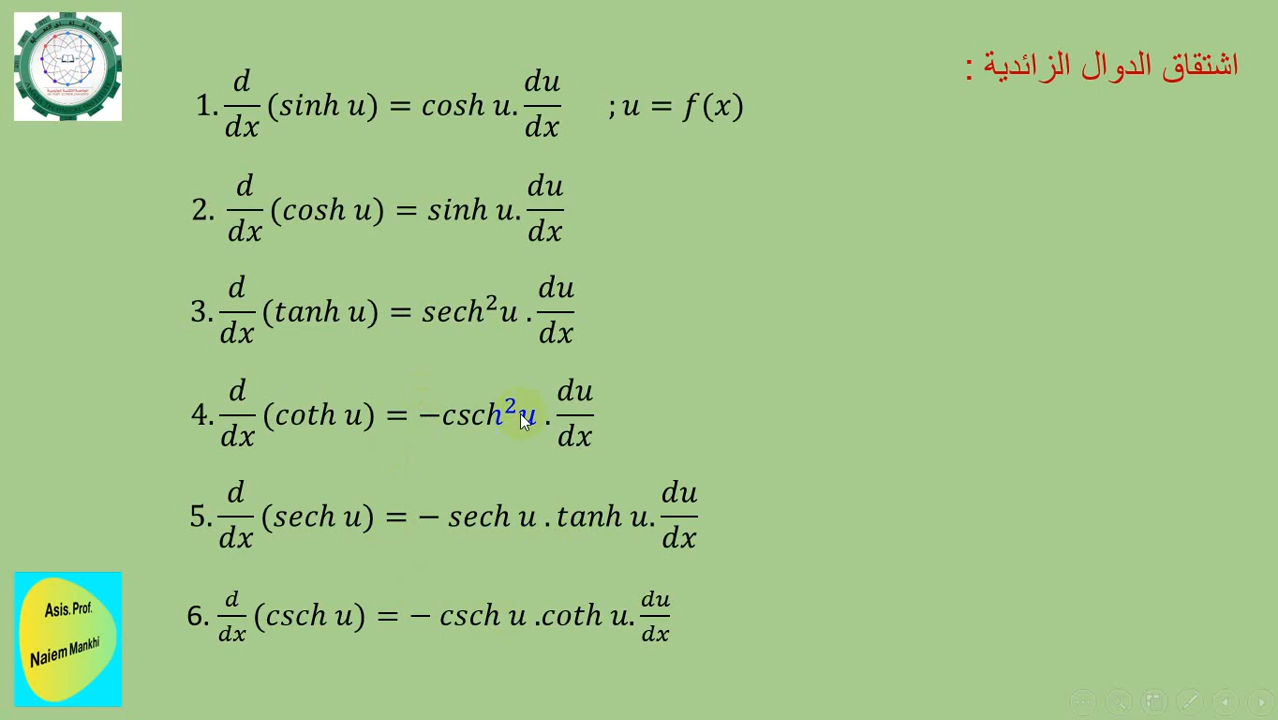 اشتقاق الدوال الزائدية :
1. d/dx (sinh u) = cosh u. du/dx ; u = f(x)
2. d/dx (cosh u) = sinh u. du/dx
3. d/dx (tanh u) = sech²u . du/dx
4. d/dx (coth u) = −csch²u . du/dx
5. d/dx (sech u) = − sech u . tanh u. du/dx
6. d/dx (csch u) = − csch u .coth u. du/dx
Asis. Prof.
Naiem Mankhi